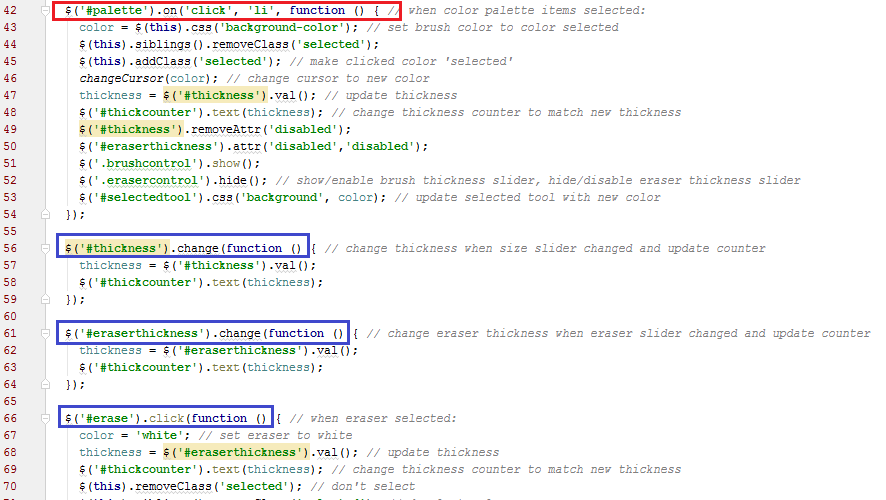 42 $('#palette').on('click', 'li', function () { // when color palette items selected:
43 color = $(this).css('background-color'); // set brush color to color selected
44 $(this).siblings().removeClass('selected');
45 $(this).addClass('selected'); // make clicked color 'selected'
46 changeCursor(color); // change cursor to new color
47 thickness = $('#thickness').val(); // update thickness
48 $('#thickcounter').text(thickness); // change thickness counter to match new thickness
49 $('#thickness').removeAttr('disabled');
50 $('#eraserthickness').attr('disabled','disabled');
51 $('.brushcontrol').show();
52 $('.erasercontrol').hide(); // show/enable brush thickness slider, hide/disable eraser thickness slider
53 $('#selectedtool').css('background', color); // update selected tool with new color
54 });
55
56 $('#thickness').change(function () { // change thickness when size slider changed and update counter
57 thickness = $('#thickness').val();
58 $('#thickcounter').text(thickness);
59 });
60
61 $('#eraserthickness').change(function () { // change eraser thickness when eraser slider changed and update counter
62 thickness = $('#eraserthickness').val();
63 $('#thickcounter').text(thickness);
64 });
65
66 $('#erase').click(function () { // when eraser selected:
67 color = 'white'; // set eraser to white
68 thickness = $('#eraserthickness').val(); // update thickness
69 $('#thickcounter').text(thickness); // change thickness counter to match new thickness
70 $(this).removeClass('selected'); // don't select